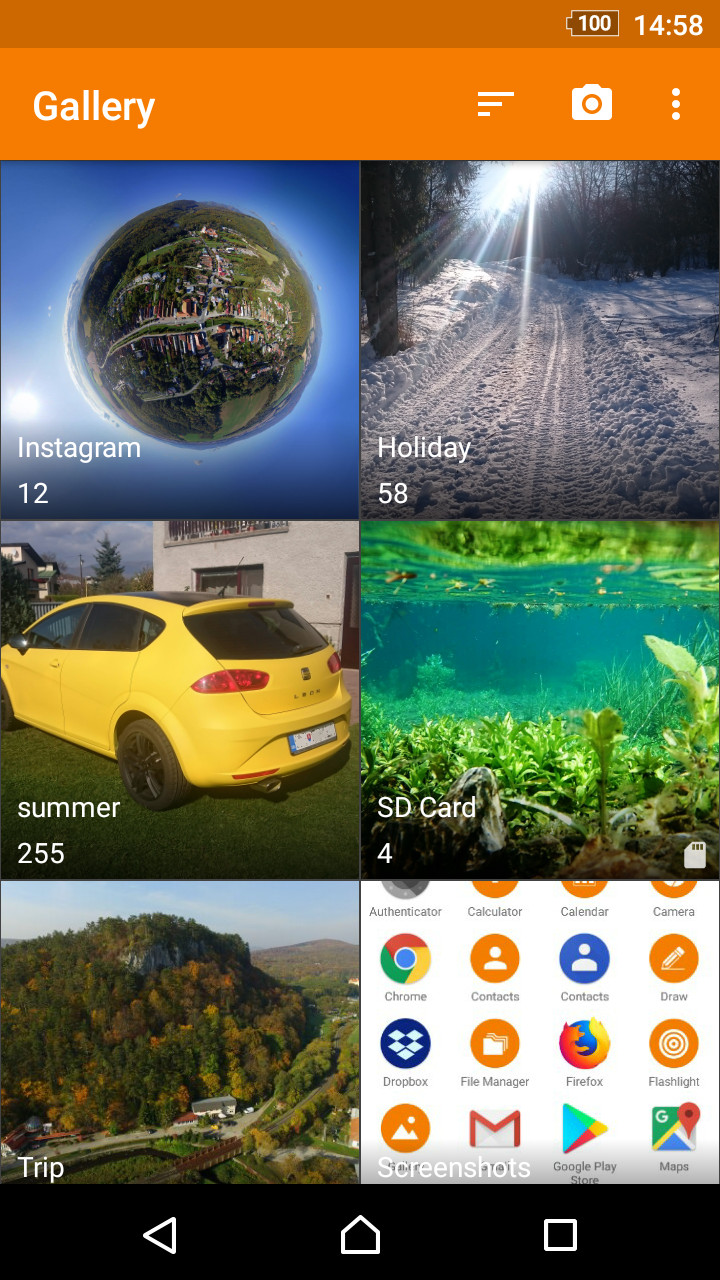 100 14:58
Gallery
Instagram
12
Holiday
58
LEON
summer
255
SD Card
4
Trip
Authenticator Calculator Calendar Camera
Chrome Contacts Contacts Draw
Dropbox File Manager Firefox Flashlight
G
Screenshots Google Play Maps
Store